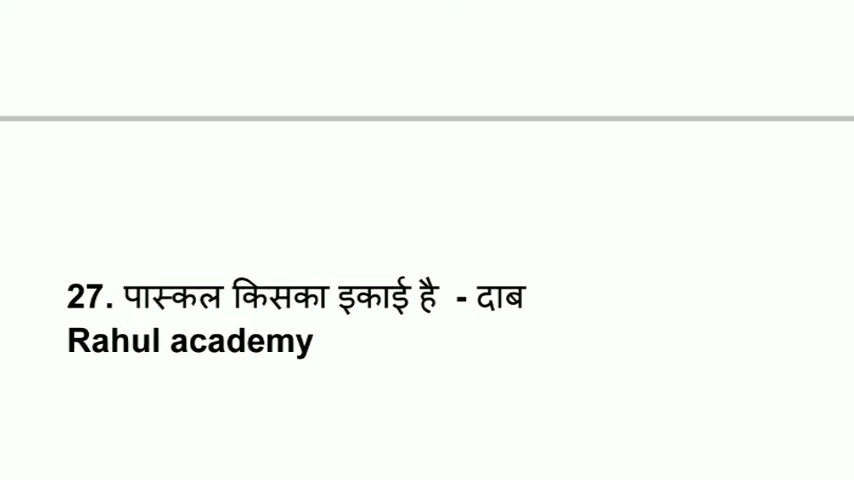 27. पास्कल किसका इकाई है - दाब
Rahul academy